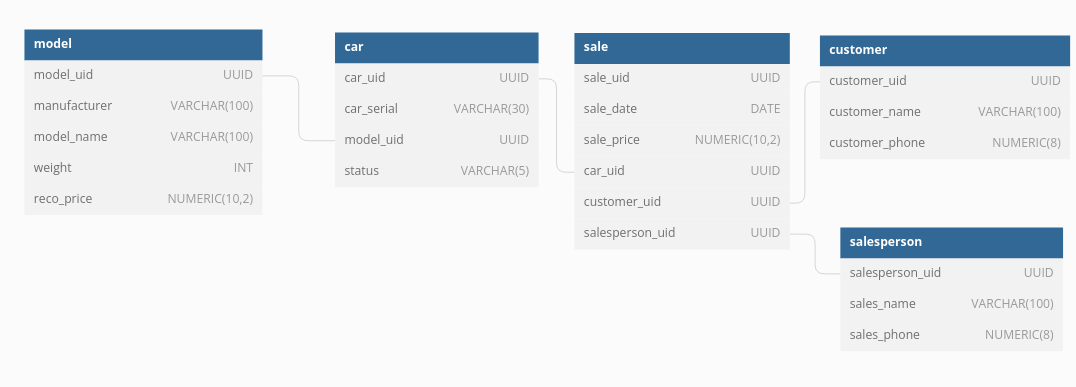 model
model_uid UUID
manufacturer VARCHAR(100)
model_name VARCHAR(100)
weight INT
reco_price NUMERIC(10,2)
car
car_uid UUID
car_serial VARCHAR(30)
model_uid UUID
status VARCHAR(5)
sale
sale_uid UUID
sale_date DATE
sale_price NUMERIC(10,2)
car_uid UUID
customer_uid UUID
salesperson_uid UUID
customer
customer_uid UUID
customer_name VARCHAR(100)
customer_phone NUMERIC(8)
salesperson
salesperson_uid UUID
sales_name VARCHAR(100)
sales_phone NUMERIC(8)